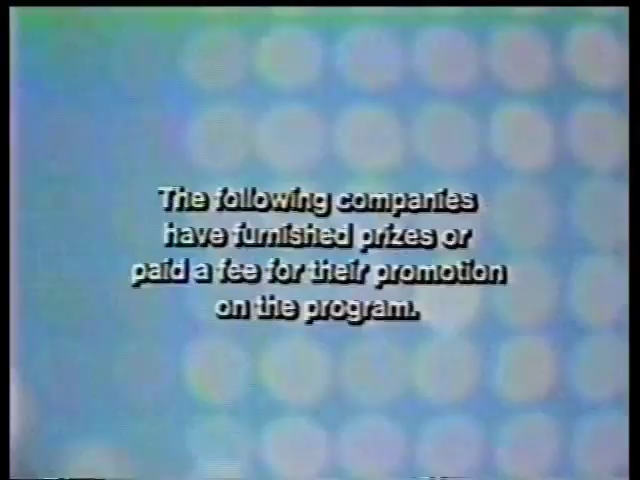 The following companies
have furnished prizes or
paid a fee for their promotion
on the program.